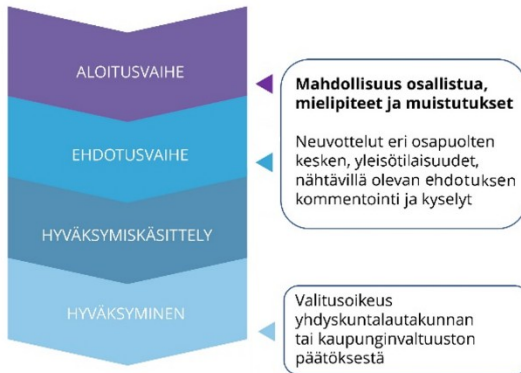 ALOITUSVAIHE
EHDOTUSVAIHE
HYVÄKSYMISKÄSITTELY
HYVÄKSYMINEN
Mahdollisuus osallistua,
mielipiteet ja muistutukset
Neuvottelut eri osapuolten
kesken, yleisötilaisuudet,
nähtävillä olevan ehdotuksen
kommentointi ja kyselyt
Valitusoikeus
yhdyskuntalautakunnan
tai kaupunginvaltuuston
päätöksestä